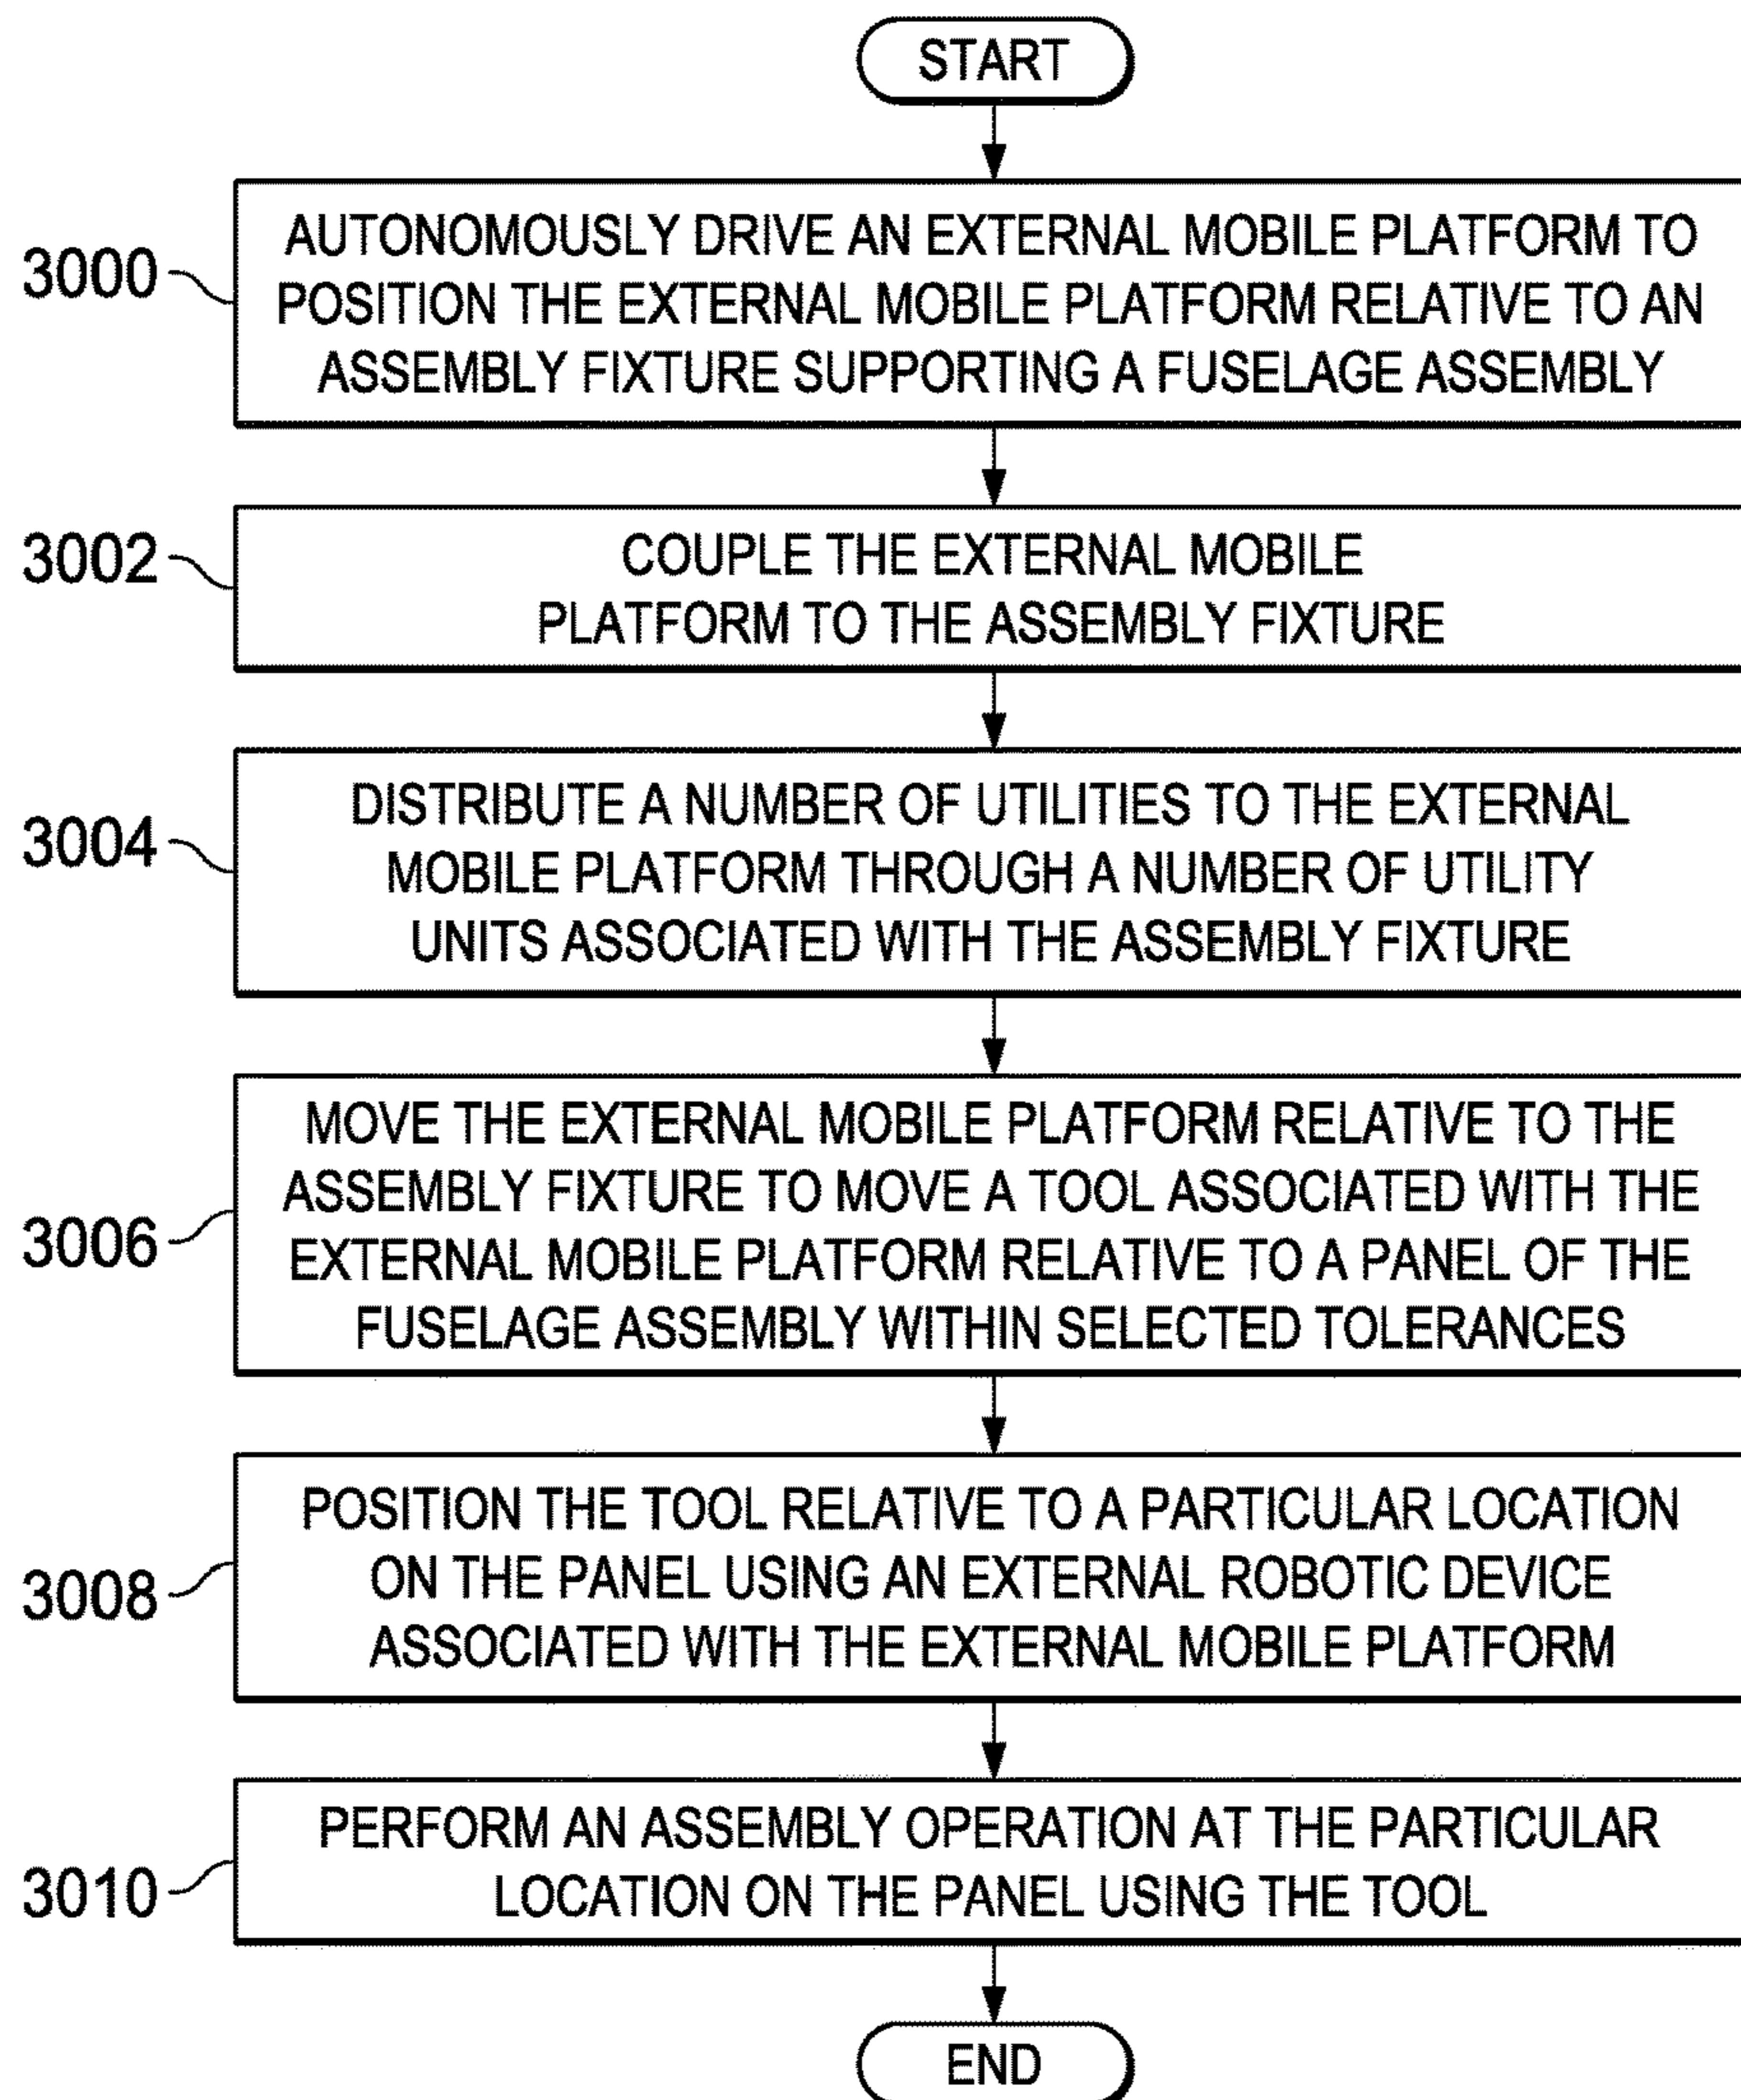 START
3000
AUTONOMOUSLY DRIVE AN EXTERNAL MOBILE PLATFORM TO
POSITION THE EXTERNAL MOBILE PLATFORM RELATIVE TO AN
ASSEMBLY FIXTURE SUPPORTING A FUSELAGE ASSEMBLY
3002
COUPLE THE EXTERNAL MOBILE
PLATFORM TO THE ASSEMBLY FIXTURE
3004
DISTRIBUTE A NUMBER OF UTILITIES TO THE EXTERNAL
MOBILE PLATFORM THROUGH A NUMBER OF UTILITY
UNITS ASSOCIATED WITH THE ASSEMBLY FIXTURE
3006
MOVE THE EXTERNAL MOBILE PLATFORM RELATIVE TO THE
ASSEMBLY FIXTURE TO MOVE A TOOL ASSOCIATED WITH THE
EXTERNAL MOBILE PLATFORM RELATIVE TO A PANEL OF THE
FUSELAGE ASSEMBLY WITHIN SELECTED TOLERANCES
3008
POSITION THE TOOL RELATIVE TO A PARTICULAR LOCATION
ON THE PANEL USING AN EXTERNAL ROBOTIC DEVICE
ASSOCIATED WITH THE EXTERNAL MOBILE PLATFORM
3010
PERFORM AN ASSEMBLY OPERATION AT THE PARTICULAR
LOCATION ON THE PANEL USING THE TOOL
END